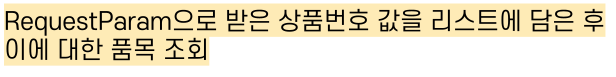 RequestParam으로 받은 상품번호 값을 리스트에 담은 후
이에 대한 품목 조회